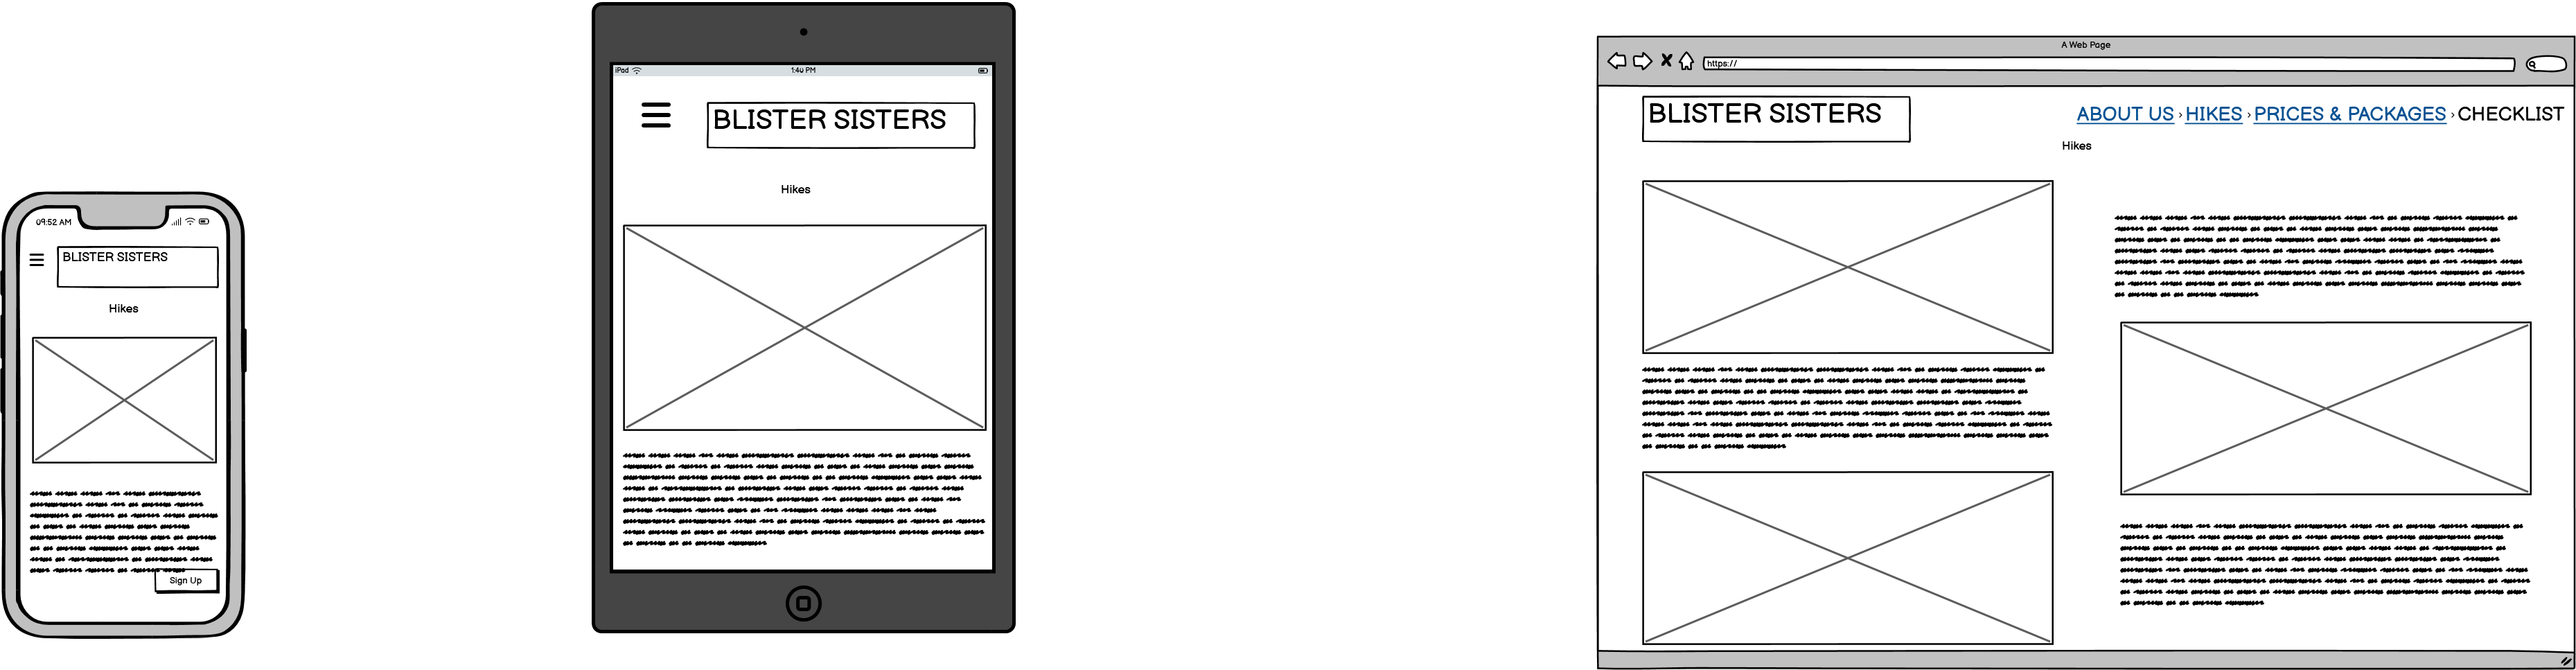 09:52 AM
BLISTER SISTERS
Hikes
Sign Up
iPad
1:40 PM
BLISTER SISTERS
Hikes
A Web Page
https://
BLISTER SISTERS
ABOUT US › HIKES › PRICES & PACKAGES › CHECKLIST
Hikes